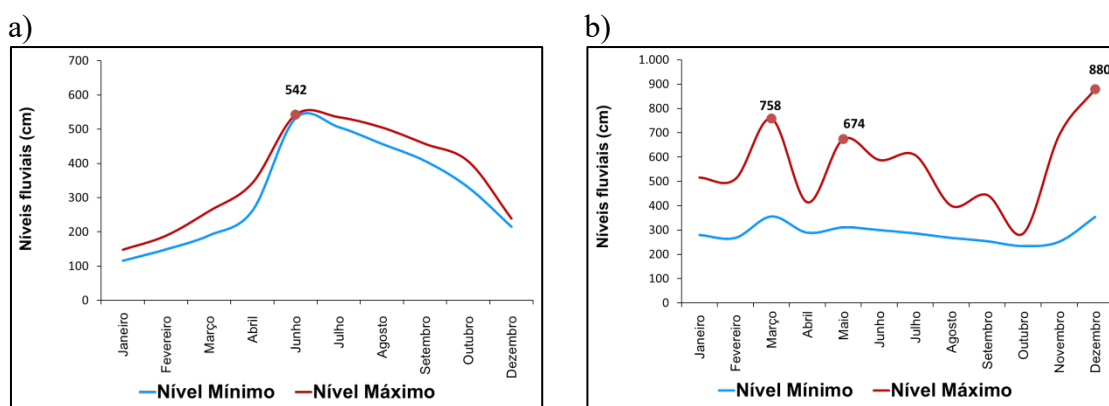 a)
Níveis fluviais (cm)
700
600
500
400
300
200
100
0
542
Janeiro
Fevereiro
Março
Abril
Junho
Julho
Agosto
Setembro
Outubro
Dezembro
Nível Mínimo
Nível Máximo
b)
Níveis fluviais (cm)
1.000
900
800
700
600
500
400
300
200
100
0
758
674
880
Janeiro
Fevereiro
Março
Abril
Maio
Junho
Julho
Agosto
Setembro
Outubro
Novembro
Dezembro
Nível Mínimo
Nível Máximo